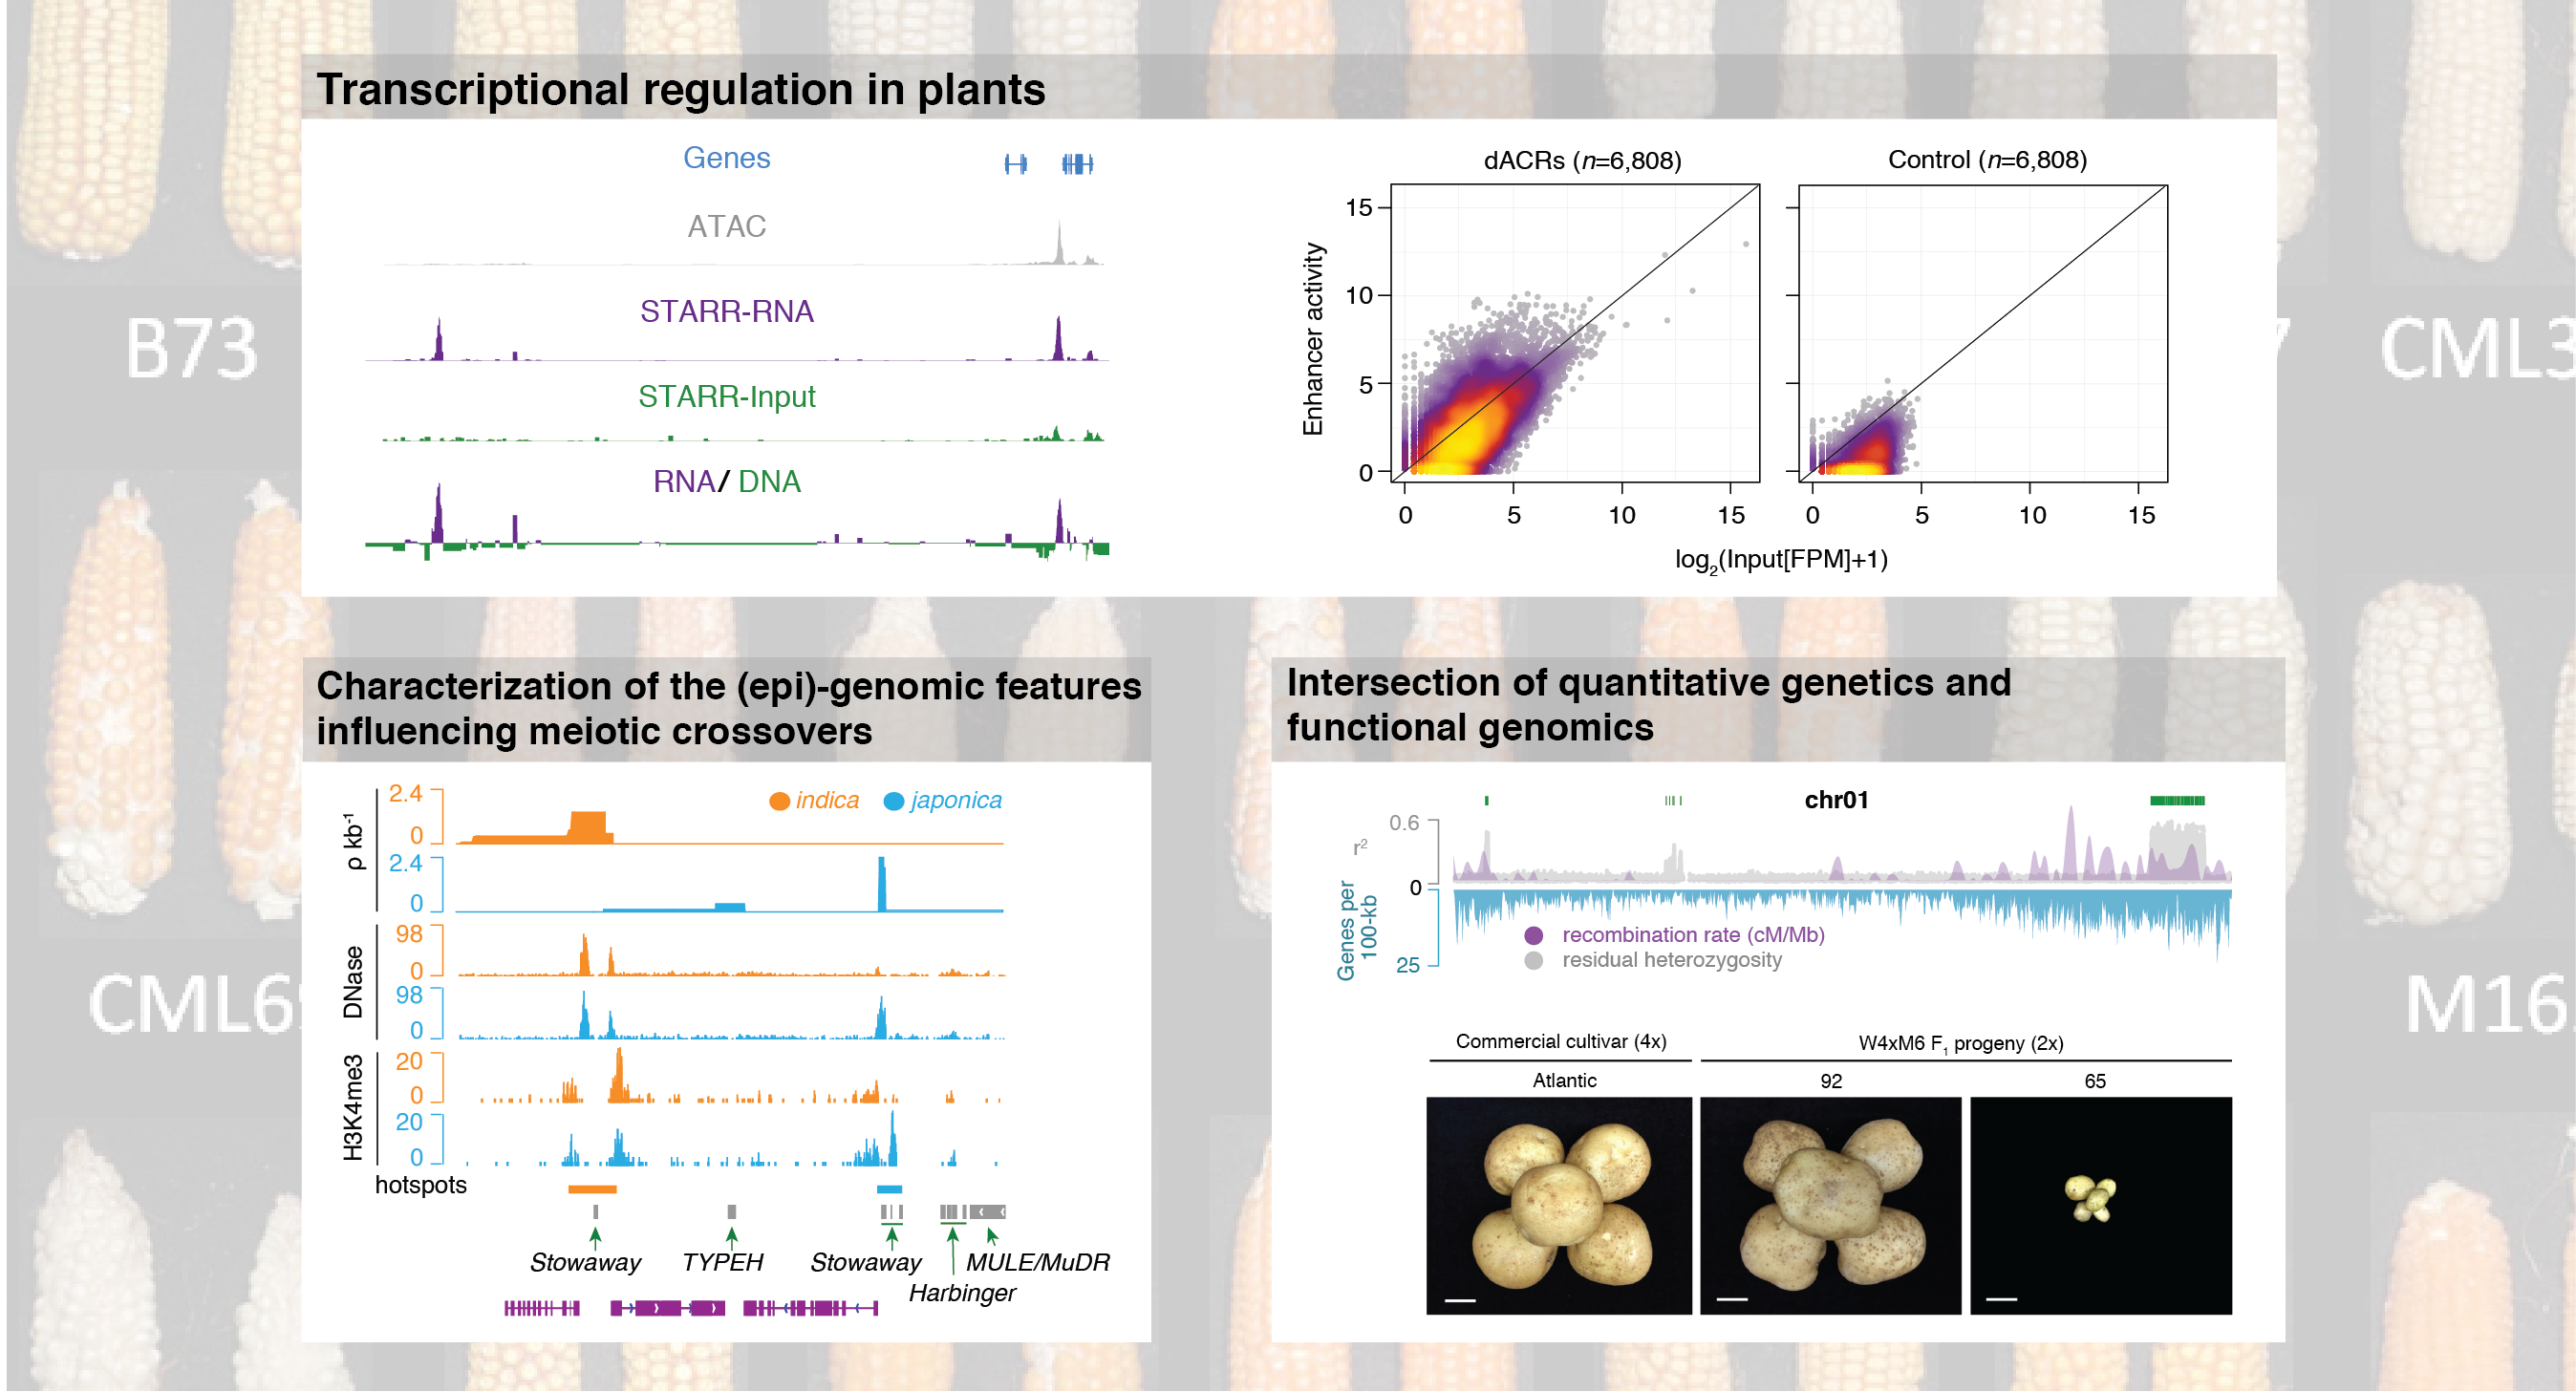 Transcriptional regulation in plants
Genes
ATAC
STARR-RNA
STARR-Input
RNA/ DNA
dACRs (n=6,808)
Control (n=6,808)
Enhancer activity
15
10
5
0
0 5 10 15
0 5 10 15
log2(Input[FPM]+1)
B73
7
CML3
CML69
M16
Characterization of the (epi)-genomic features
influencing meiotic crossovers
indica
japonica
ρ kb-1
2.4
0
2.4
0
DNase
98
0
98
0
H3K4me3
20
0
20
0
hotspots
Stowaway
TYPEH
Stowaway
MULE/MuDR
Harbinger
Intersection of quantitative genetics and
functional genomics
chr01
0.6
r2
0
Genes per
100-kb
25
recombination rate (cM/Mb)
residual heterozygosity
Commercial cultivar (4x)
W4xM6 F1 progeny (2x)
Atlantic
92
65